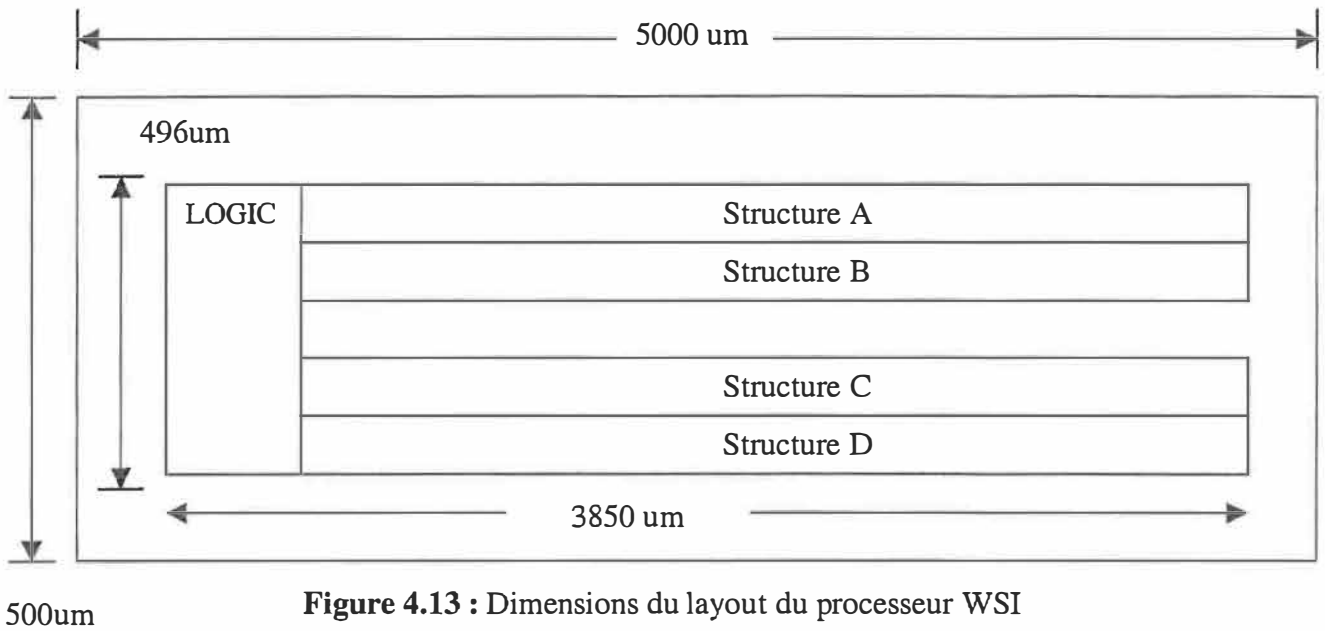 5000 um
496um
LOGIC
Structure A
Structure B
Structure C
Structure D
3850 um
500um
Figure 4.13 : Dimensions du layout du processeur WSI